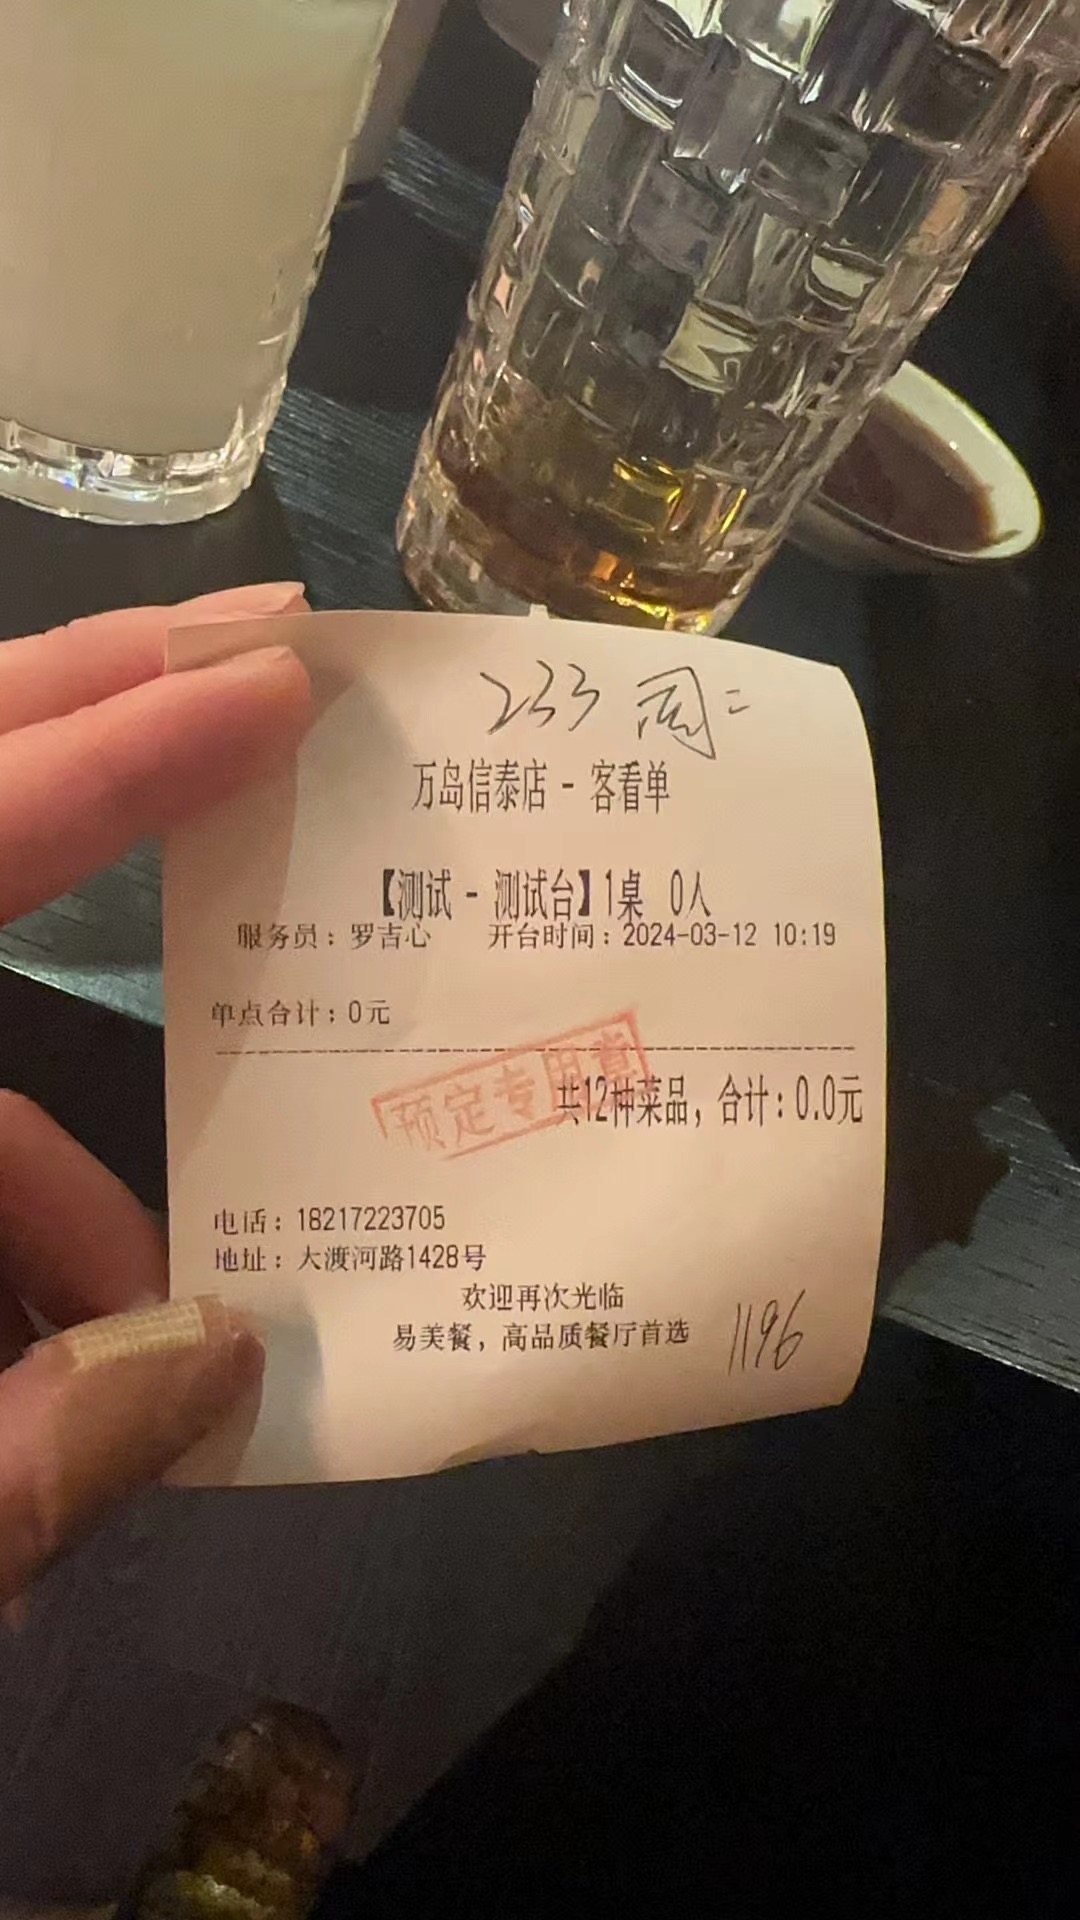 233 周二
万岛信泰店 - 客看单
【测试 - 测试台】1桌 0人
服务员：罗吉心 开台时间：2024-03-12 10:19
单点合计：0元
预定专用章
共12种菜品，合计：0.0元
电话：18217223705
地址：大渡河路1428号
欢迎再次光临
易美餐，高品质餐厅首选
1196